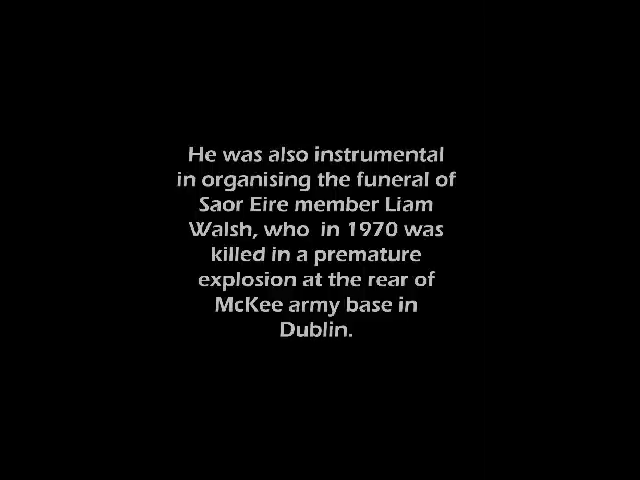 He was also instrumental
in organising the funeral of
Saor Eire member Liam
Walsh, who  in 1970 was
killed in a premature
explosion at the rear of
McKee army base in
Dublin.